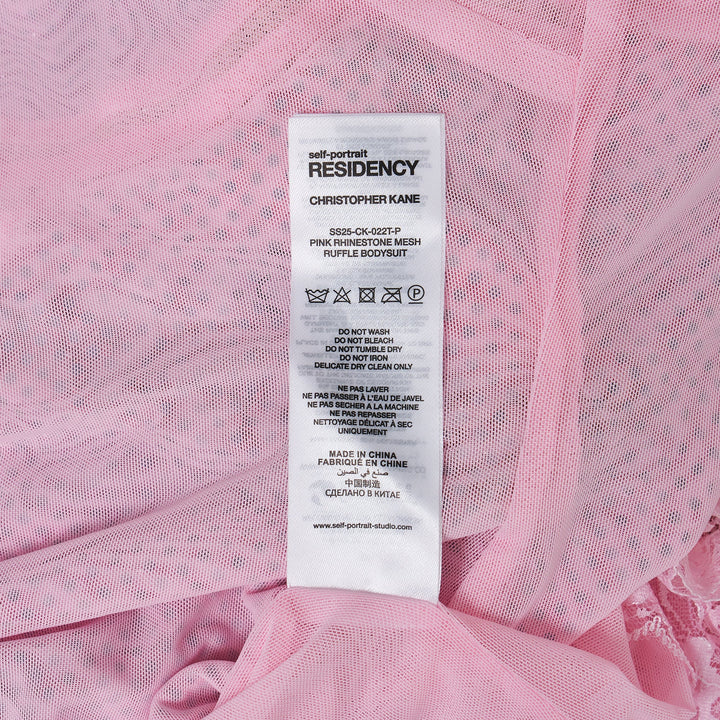 self-portrait
RESIDENCY
CHRISTOPHER KANE
SS25-CK-022T-P
PINK RHINESTONE MESH
RUFFLE BODYSUIT
P
DO NOT WASH
DO NOT BLEACH
DO NOT TUMBLE DRY
DO NOT IRON
DELICATE DRY CLEAN ONLY
NE PAS LAVER
NE PAS PASSER À L'EAU DE JAVEL
NE PAS SECHER A LA MACHINE
NE PAS REPASSER
NETTOYAGE DÉLICAT À SEC
UNIQUEMENT
MADE IN CHINA
FABRIQUÉ EN CHINE
صنع في الصين
中国制造
СДЕЛАНО В КИТАЕ
www.self-portrait-studio.com